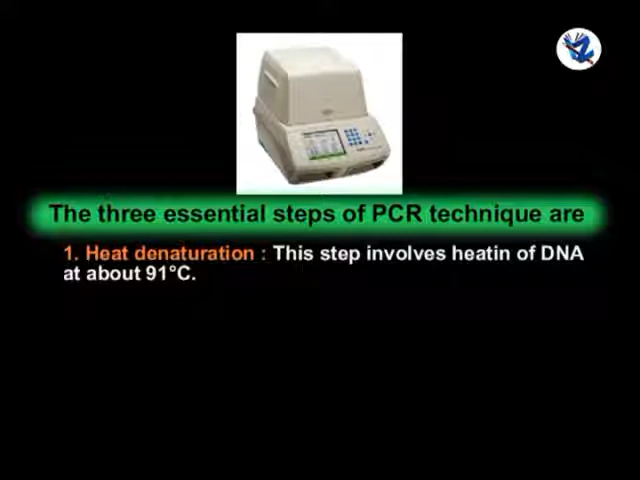 The three essential steps of PCR technique are
1. Heat denaturation : This step involves heatin of DNA
at about 91°C.